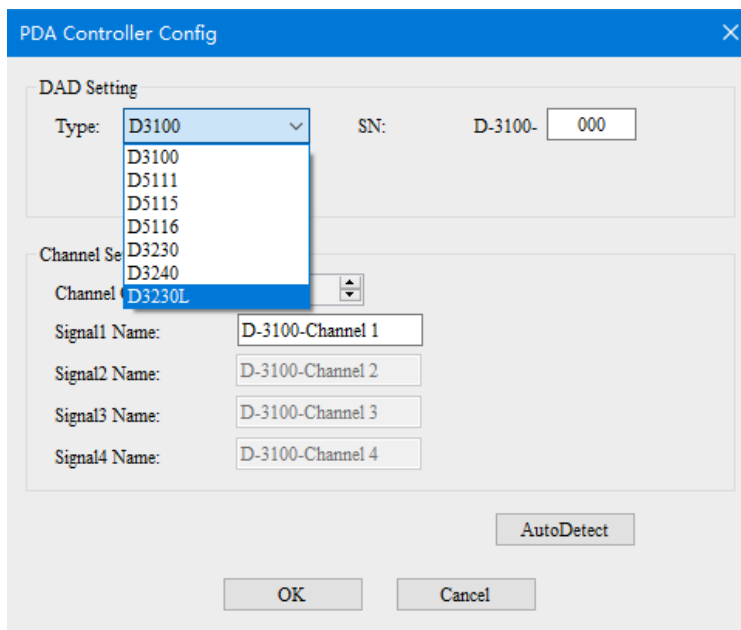 PDA Controller Config
DAD Setting
Type: D3100 SN: D-3100- 000
D3100
D5111
D5115
D5116
D3230
D3240
D3230L
Channel Se
Channel
Signal1 Name: D-3100-Channel 1
Signal2 Name: D-3100-Channel 2
Signal3 Name: D-3100-Channel 3
Signal4 Name: D-3100-Channel 4
AutoDetect
OK Cancel